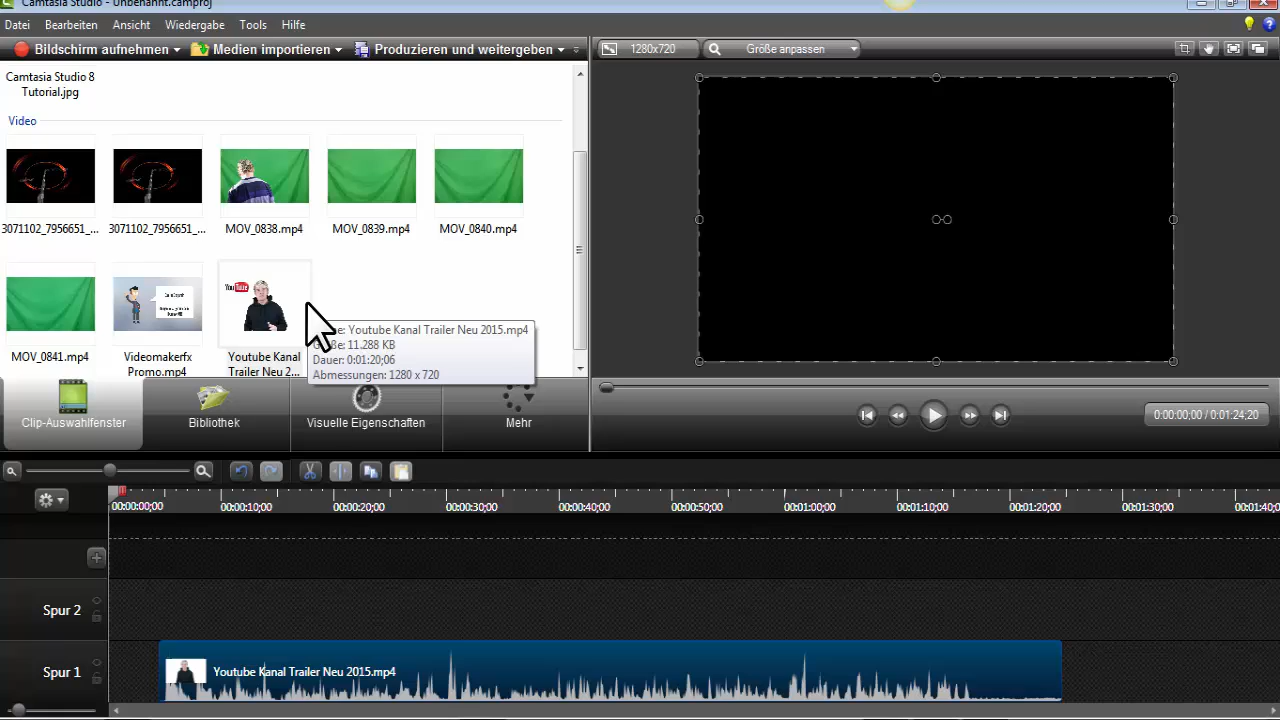 Camtasia Studio - Unbenannt.camproj
Datei Bearbeiten Ansicht Wiedergabe Tools Hilfe
Bildschirm aufnehmen Medien importieren Produzieren und weitergeben
1280x720 Größe anpassen
Camtasia Studio 8
Tutorial.jpg
Video
3071102_7956651_... 3071102_7956651_... MOV_0838.mp4 MOV_0839.mp4 MOV_0840.mp4
You Tube
MOV_0841.mp4 Videomakerfx
Promo.mp4 Youtube Kanal
Trailer Neu 2...
Youtube Kanal Trailer Neu 2015.mp4
11.288 KB
Dauer: 0:01:20;06
Abmessungen: 1280 x 720
Clip-Auswahlfenster Bibliothek Visuelle Eigenschaften Mehr
0:00:00;00 / 0:01:24,20
00:00:00;00 00:00:10;00 00:00:20;00 00:00:30;00 00:00:40;00 00:00:50;00 00:01:00;00 00:01:10;00 00:01:20;00 00:01:30;00 00:01:40;0
Spur 2
Spur 1 Youtube Kanal Trailer Neu 2015.mp4